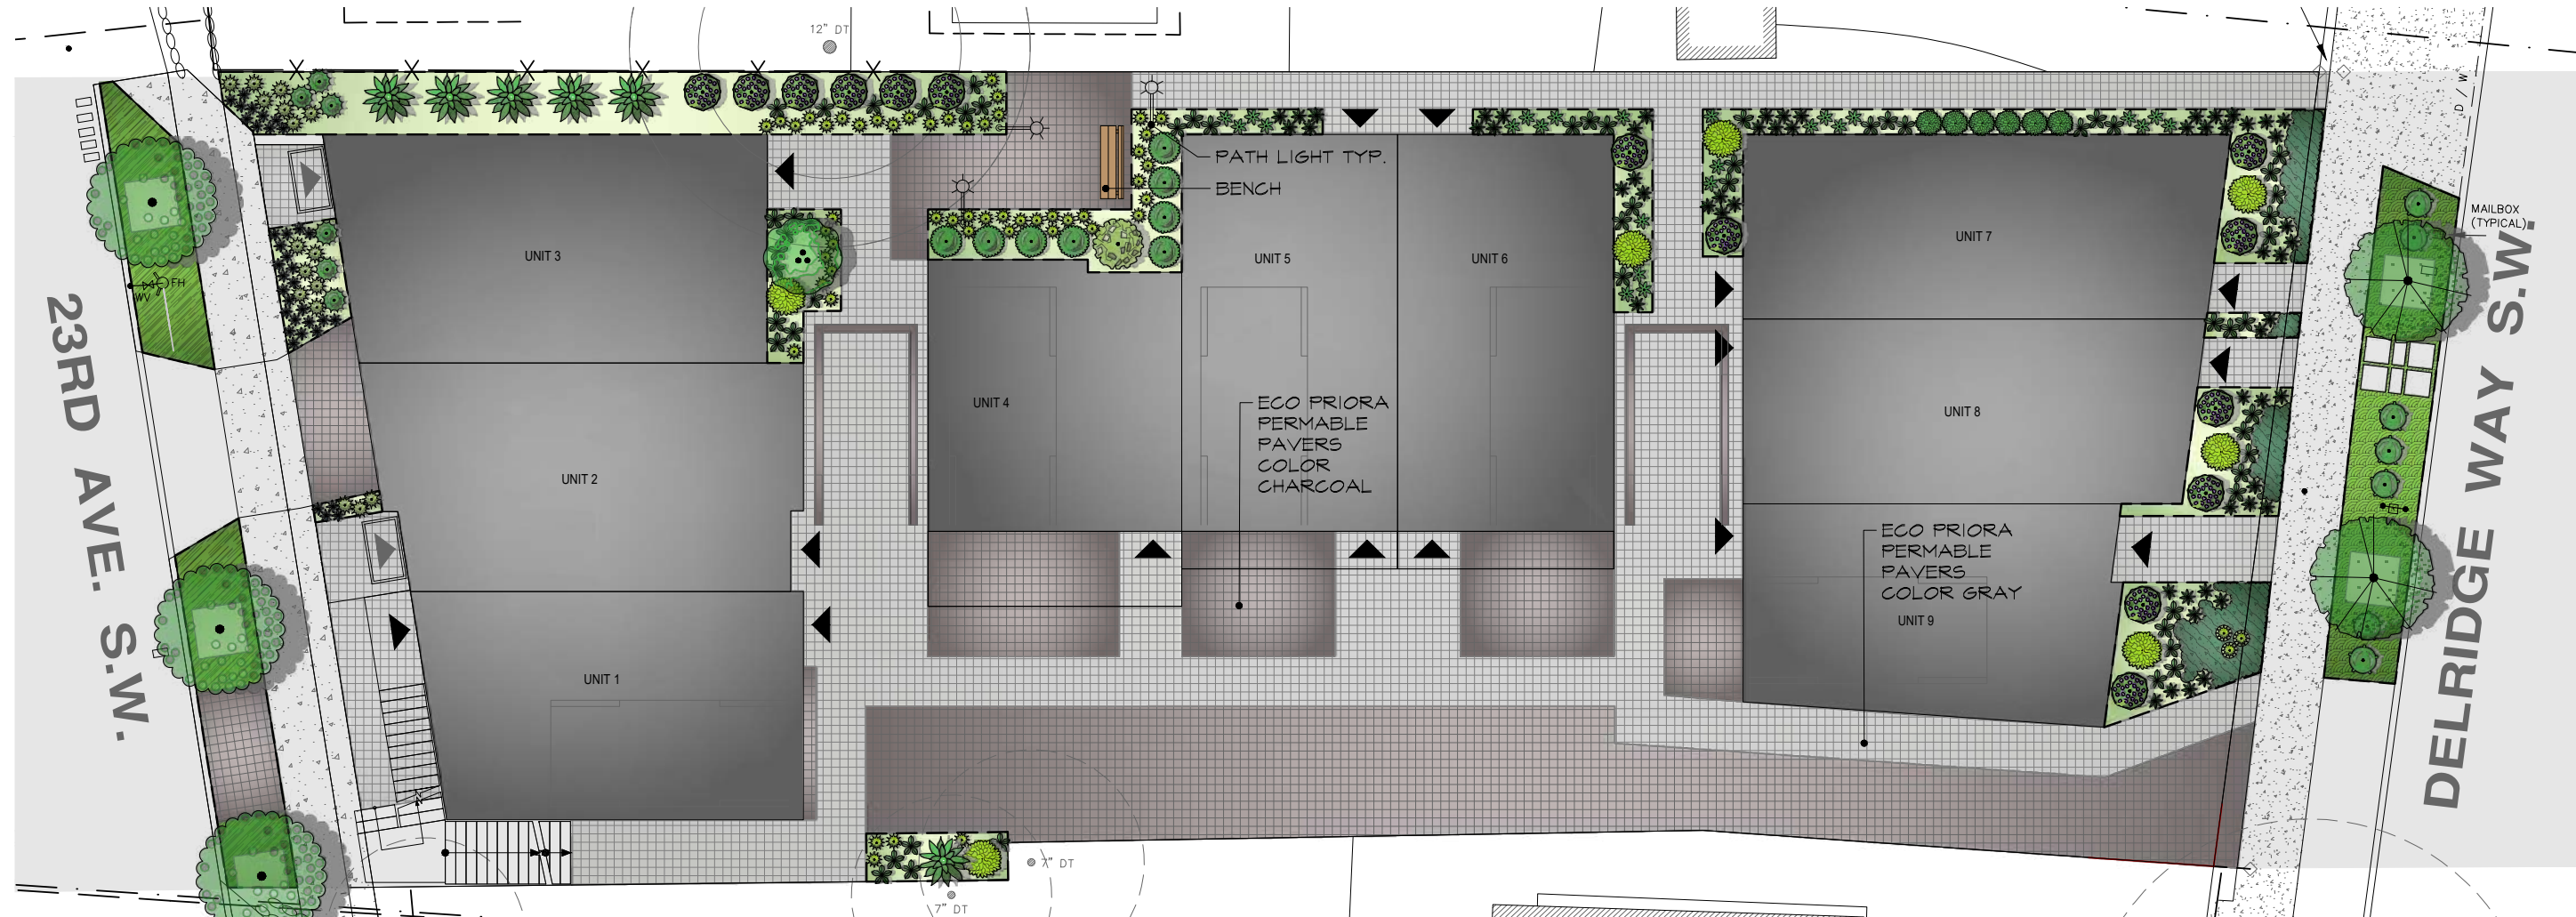 12" DT
D / W
PATH LIGHT TYP.
BENCH
MAILBOX
(TYPICAL)
UNIT 3
UNIT 5
UNIT 6
UNIT 7
FH
WV
23RD AVE. S.W.
DELRIDGE WAY S.W.
UNIT 4
ECO PRIORA
PERMABLE
PAVERS
COLOR
CHARCOAL
UNIT 8
UNIT 2
ECO PRIORA
PERMABLE
PAVERS
COLOR GRAY
UNIT 9
UNIT 1
7" DT
7" DT